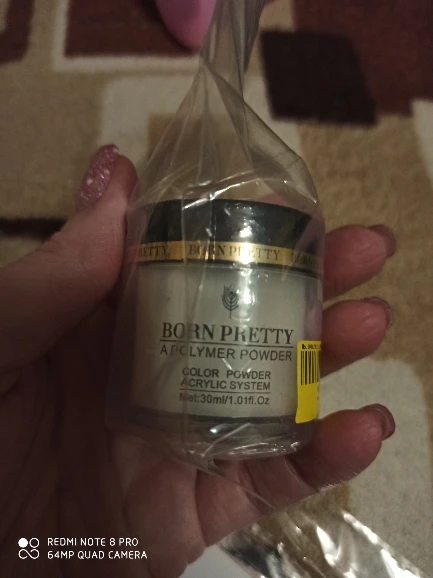 BORN PRETTY
BORN PRETTY
A POLYMER POWDER
COLOR POWDER
ACRYLIC SYSTEM
Net:30ml/1.01fl.Oz
REDMI NOTE 8 PRO
64MP QUAD CAMERA